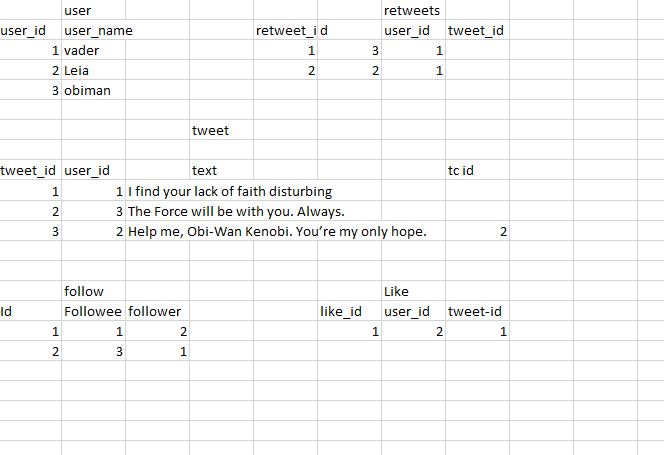 user retweets
user_id user_name retweet_i d user_id tweet_id
1 vader 1 3 1
2 Leia 2 2 1
3 obiman
tweet
tweet_id user_id text tc id
1 1 I find your lack of faith disturbing
2 3 The Force will be with you. Always.
3 2 Help me, Obi-Wan Kenobi. You’re my only hope. 2
follow Like
Id Followee follower like_id user_id tweet-id
1 1 2 1 2 1
2 3 1